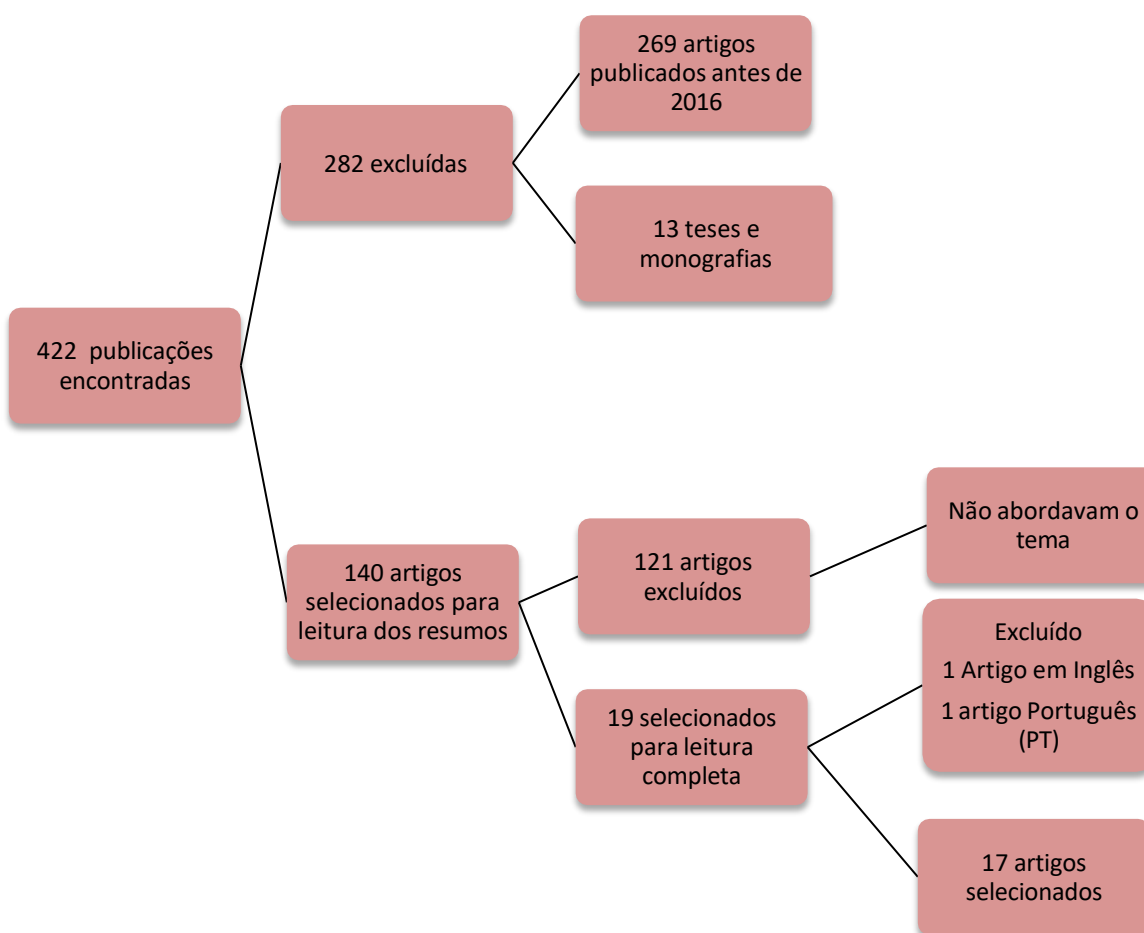 269 artigos
publicados antes de
2016
282 excluídas
13 teses e
monografias
422 publicações
encontradas
140 artigos
selecionados para
leitura dos resumos
121 artigos
excluídos
Não abordavam o
tema
19 selecionados
para leitura
completa
Excluído
1 Artigo em Inglês
1 artigo Português
(PT)
17 artigos
selecionados